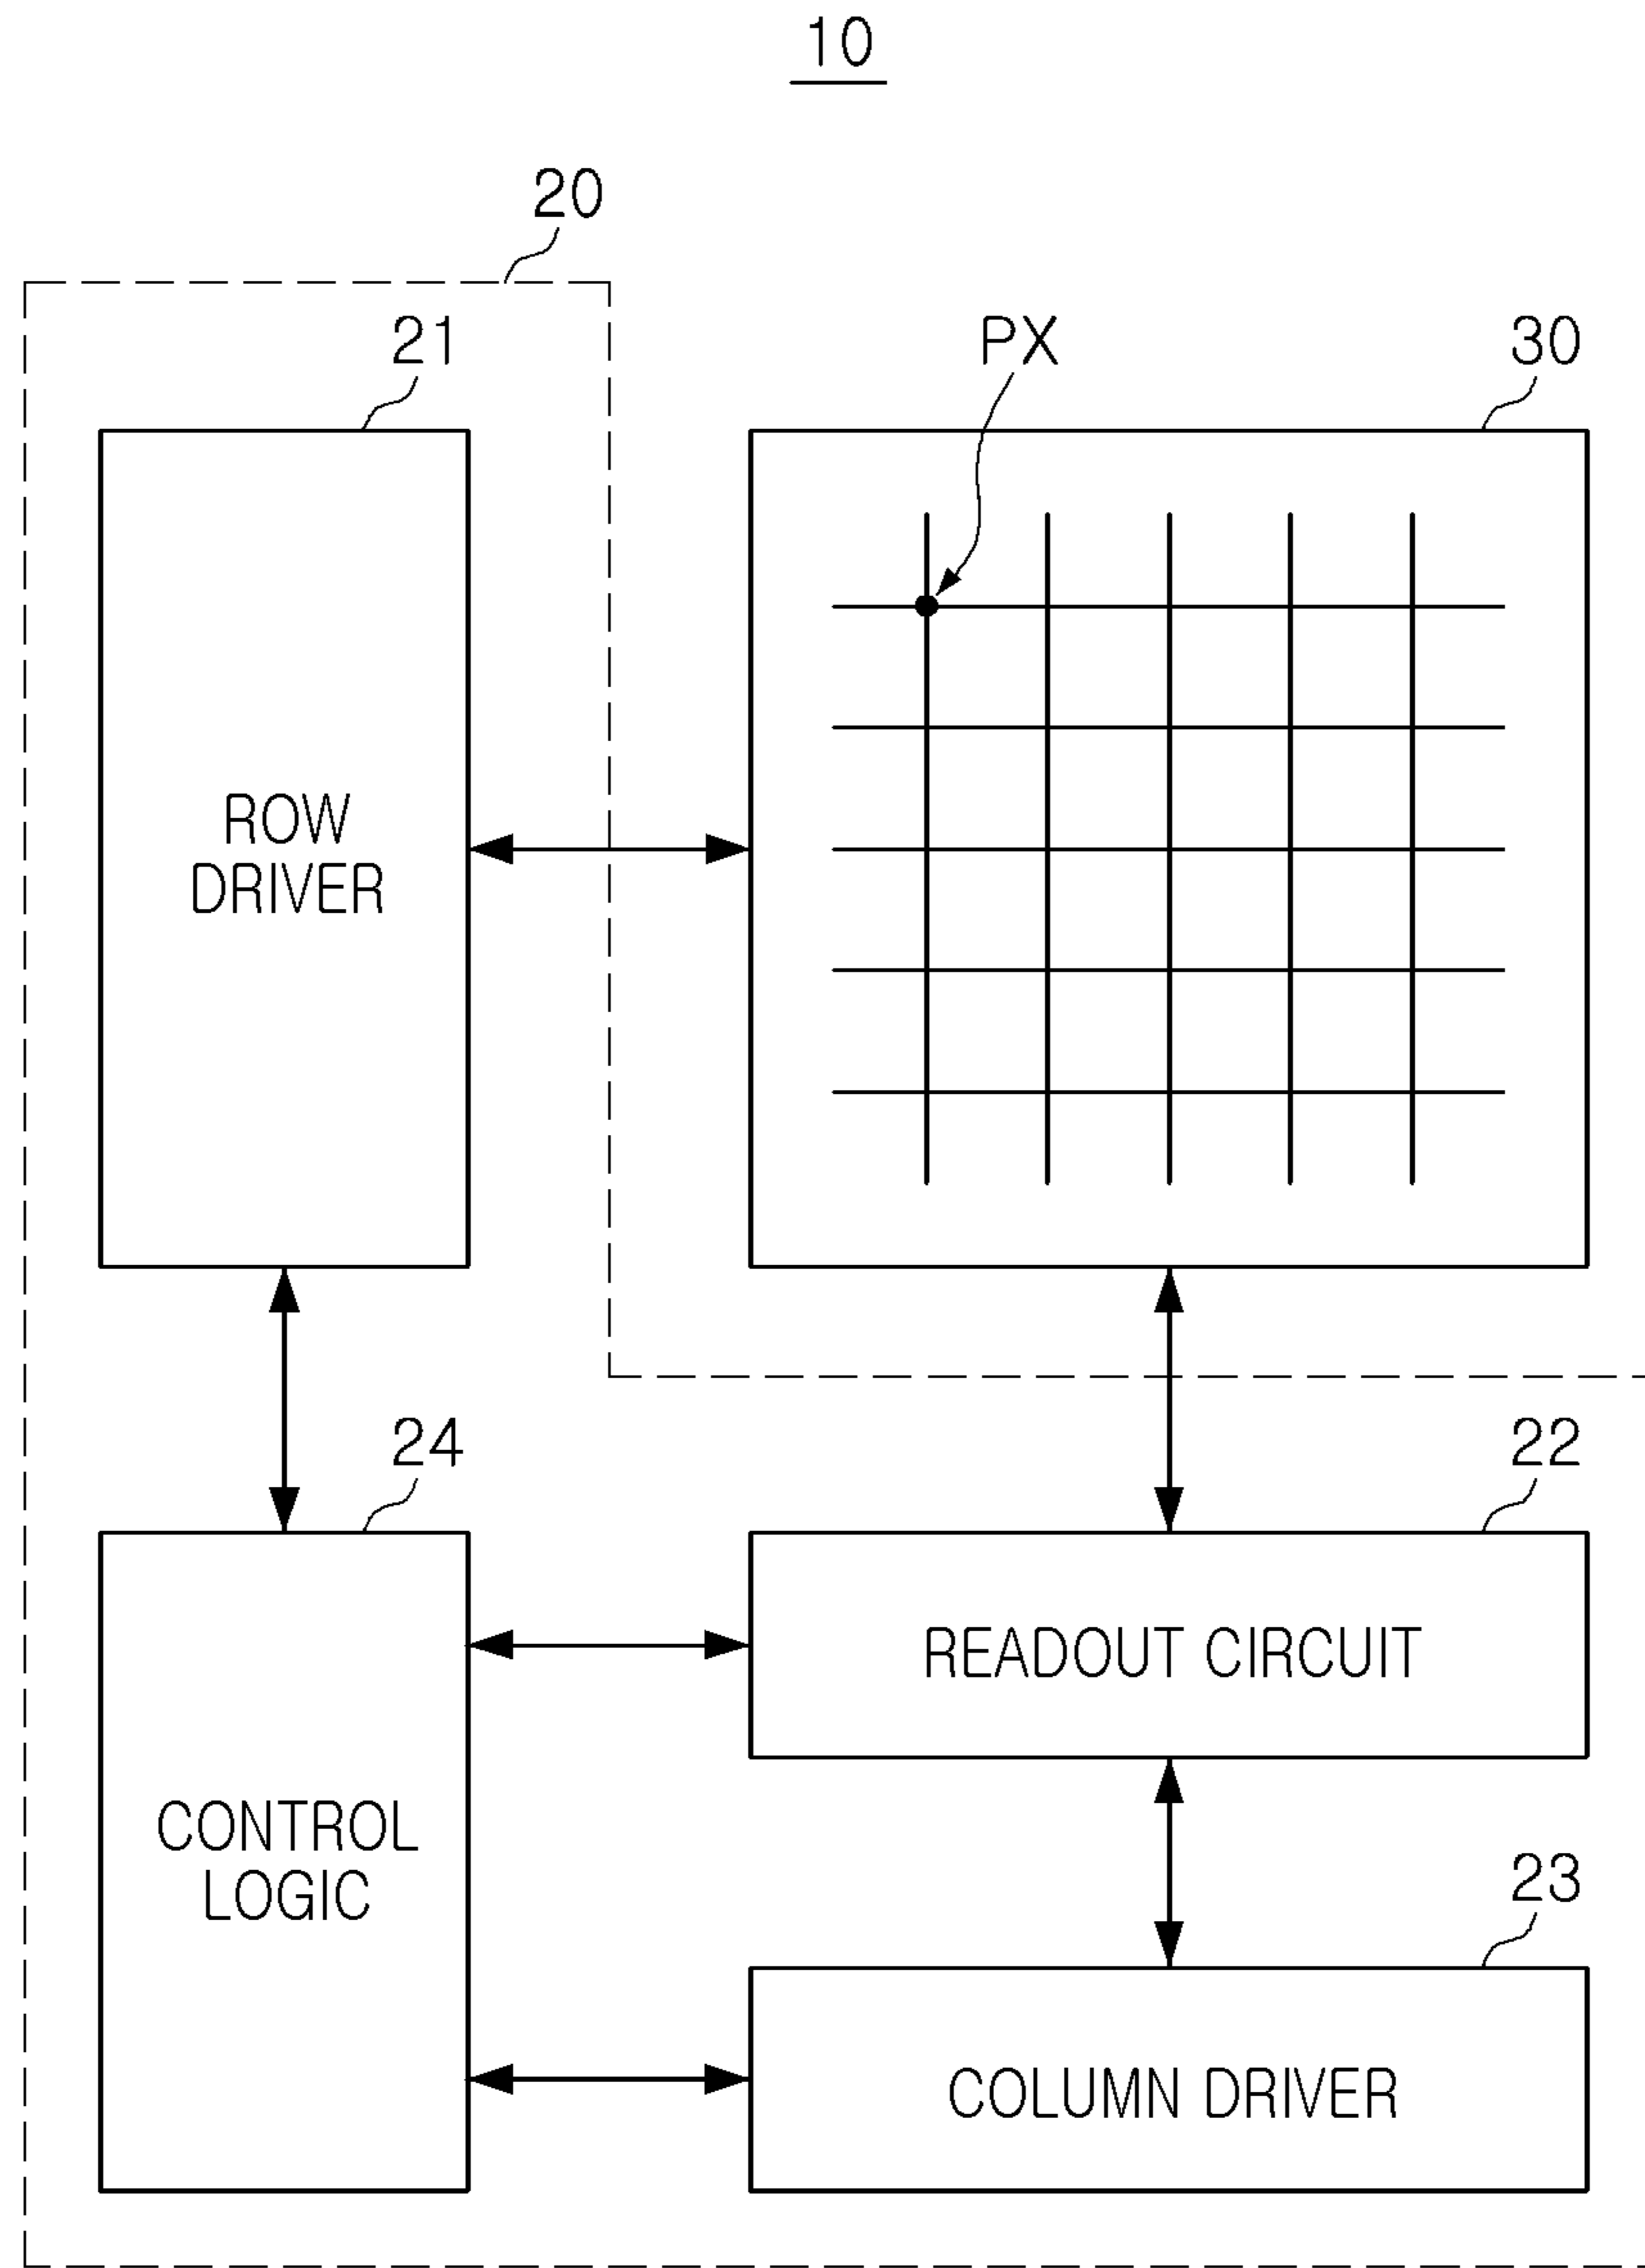 10
20
21
PX
30
ROW
DRIVER
24
22
READOUT CIRCUIT
CONTROL
LOGIC
23
COLUMN DRIVER